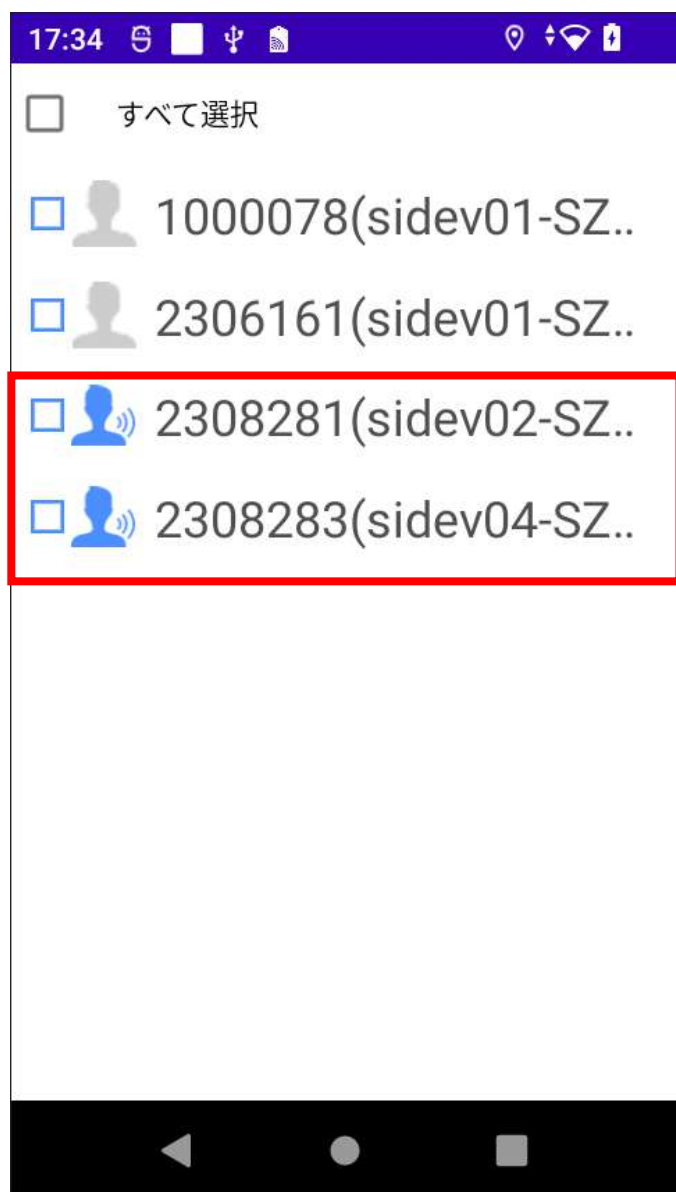 17:34
すべて選択
1000078(sidev01-SZ..
2306161(sidev01-SZ..
2308281(sidev02-SZ..
2308283(sidev04-SZ..